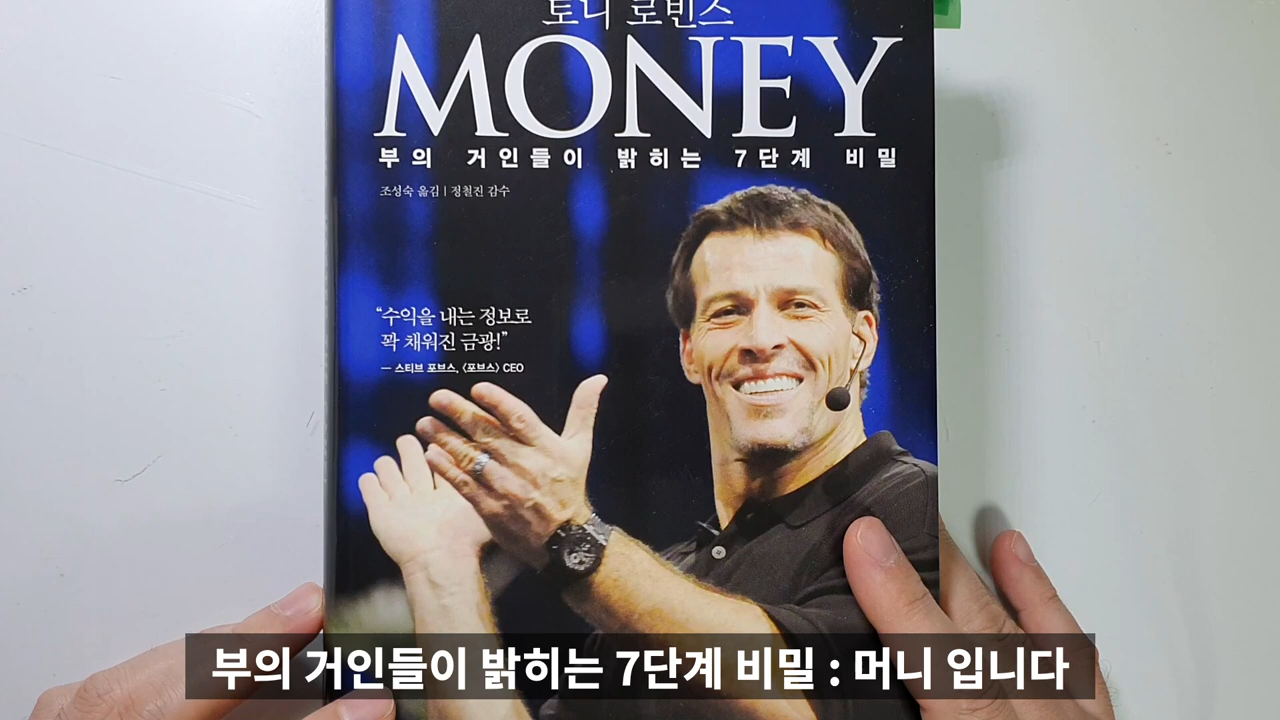 토니 로빈스
MONEY
부의 거인들이 밝히는 7단계 비밀
조성숙 옮김 | 정철진 감수
“수익을 내는 정보로
꽉 채워진 금광!”
— 스티브 포브스, 〈포브스〉 CEO
부의 거인들이 밝히는 7단계 비밀 : 머니 입니다